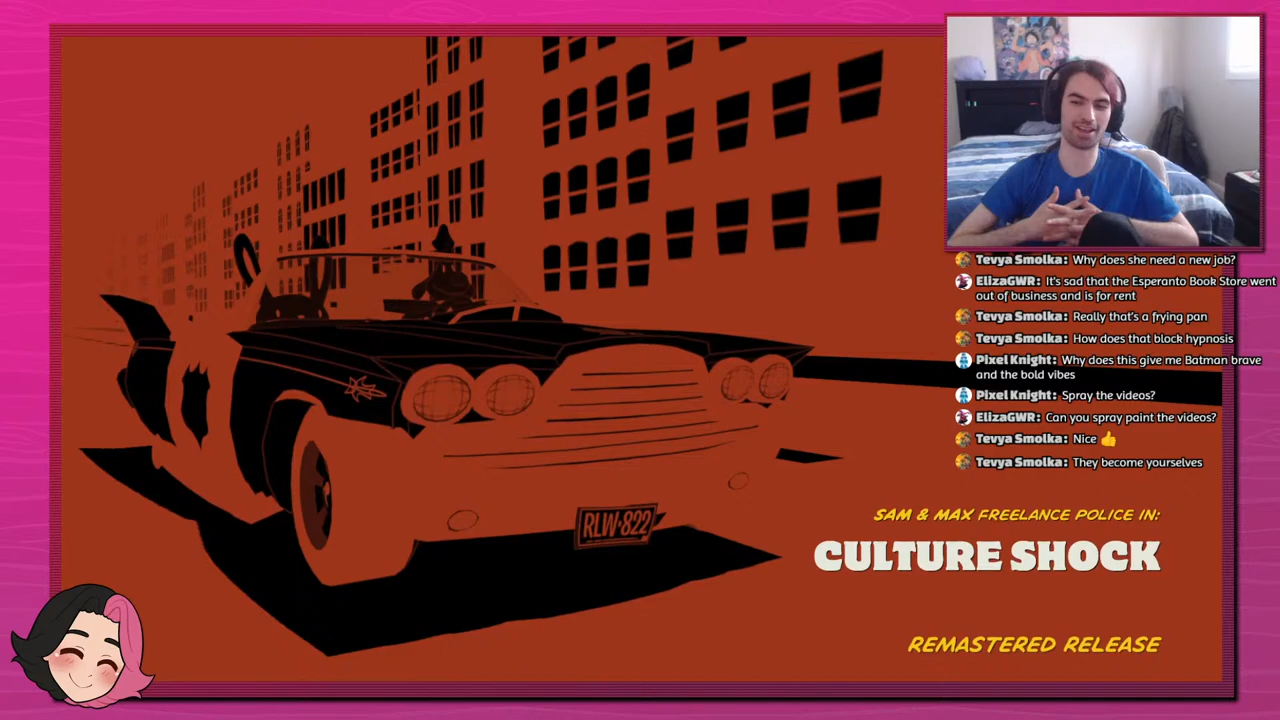 Tevya Smolka: Why does she need a new job?
ElizaGWR: It's sad that the Esperanto Book Store went
out of business and is for rent
Tevya Smolka: Really that's a frying pan
Tevya Smolka: How does that block hypnosis
Pixel Knight: Why does this give me Batman brave
and the bold vibes
Pixel Knight: Spray the videos?
ElizaGWR: Can you spray paint the videos?
Tevya Smolka: Nice 👍
Tevya Smolka: They become yourselves
SAM & MAX FREELANCE POLICE IN:
CULTURE SHOCK
RLW·822
REMASTERED RELEASE